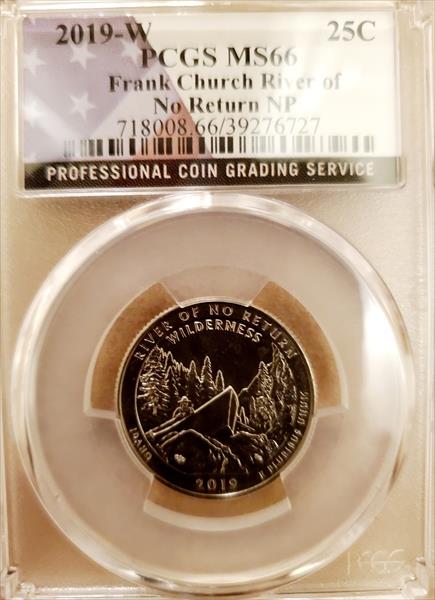 2019-W 25C
PCGS MS66
Frank Church River of
No Return NP
718008.66/39276727
PROFESSIONAL COIN GRADING SERVICE
RIVER OF NO RETURN
WILDERNESS
IDAHO
2019
E PLURIBUS UNUM
PCGS